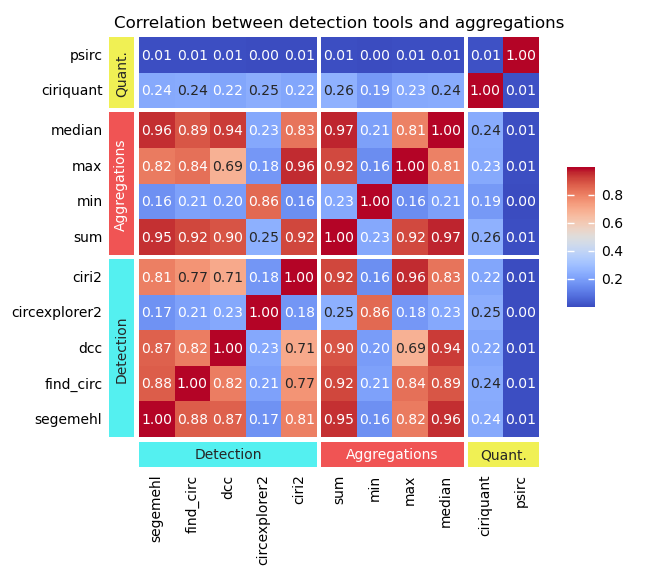 Correlation between detection tools and aggregations
psirc 0.01 0.01 0.01 0.00 0.01 0.01 0.00 0.01 0.01 0.01 1.00
Quant.
ciriquant 0.24 0.24 0.22 0.25 0.22 0.26 0.19 0.23 0.24 1.00 0.01
median 0.96 0.89 0.94 0.23 0.83 0.97 0.21 0.81 1.00 0.24 0.01
max 0.82 0.84 0.69 0.18 0.96 0.92 0.16 1.00 0.81 0.23 0.01
Aggregations
min 0.16 0.21 0.20 0.86 0.16 0.23 1.00 0.16 0.21 0.19 0.00
sum 0.95 0.92 0.90 0.25 0.92 1.00 0.23 0.92 0.97 0.26 0.01
ciri2 0.81 0.77 0.71 0.18 1.00 0.92 0.16 0.96 0.83 0.22 0.01
circexplorer2 0.17 0.21 0.23 1.00 0.18 0.25 0.86 0.18 0.23 0.25 0.00
Detection
dcc 0.87 0.82 1.00 0.23 0.71 0.90 0.20 0.69 0.94 0.22 0.01
find_circ 0.88 1.00 0.82 0.21 0.77 0.92 0.21 0.84 0.89 0.24 0.01
segemehl 1.00 0.88 0.87 0.17 0.81 0.95 0.16 0.82 0.96 0.24 0.01
Detection Aggregations Quant.
segemehl
find_circ
dcc
circexplorer2
ciri2
sum
min
max
median
ciriquant
psirc
0.8
0.6
0.4
0.2